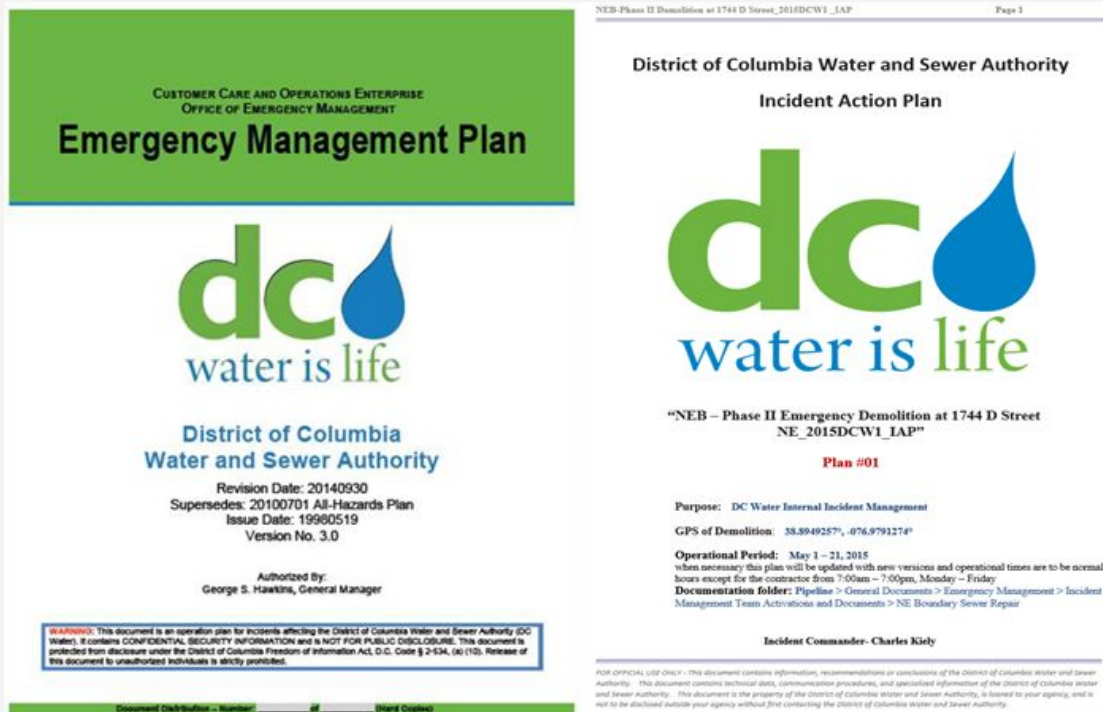 CUSTOMER CARE AND OPERATIONS ENTERPRISE
OFFICE OF EMERGENCY MANAGEMENT
Emergency Management Plan
dc
water is life
District of Columbia
Water and Sewer Authority
Revision Date: 20140930
Supersedes: 20100701 All-Hazards Plan
Issue Date: 19980519
Version No. 3.0
Authorized By:
George S. Hawkins, General Manager
WARNING: This document is an operation plan for incidents affecting the District of Columbia Water and Sewer Authority (DC
Water). It contains CONFIDENTIAL SECURITY INFORMATION and is NOT FOR PUBLIC DISCLOSURE. This document is
protected from disclosure under the District of Columbia Freedom of Information Act, D.C. Code § 2-534, (a) (10). Release of
this document to unauthorized individuals is strictly prohibited.
Document Distribution – Number: ________ of ________ (Hard Copies)
NEB-Phase II Demolition at 1744 D Street_2015DCW1_IAP Page 1
District of Columbia Water and Sewer Authority
Incident Action Plan
dc
water is life
“NEB – Phase II Emergency Demolition at 1744 D Street
NE_2015DCW1_IAP”
Plan #01
Purpose: DC Water Internal Incident Management
GPS of Demolition: 38.8949257°, -076.9791274°
Operational Period: May 1 – 21, 2015
when necessary this plan will be updated with new versions and operational times are to be normal
hours except for the contractor from 7:00am – 7:00pm, Monday – Friday
Documentation folder: Pipeline > General Documents > Emergency Management > Incident
Management Team Activations and Documents > NE Boundary Sewer Repair
Incident Commander- Charles Kiely
FOR OFFICIAL USE ONLY - This document contains information, recommendations or conclusions of the District of Columbia Water and Sewer
Authority. This document contains technical data, communication procedures, and specialized information of the District of Columbia Water
and Sewer Authority. This document is the property of the District of Columbia Water and Sewer Authority, is loaned to your agency, and is
not to be disclosed outside your agency without first contacting the District of Columbia Water and Sewer Authority.